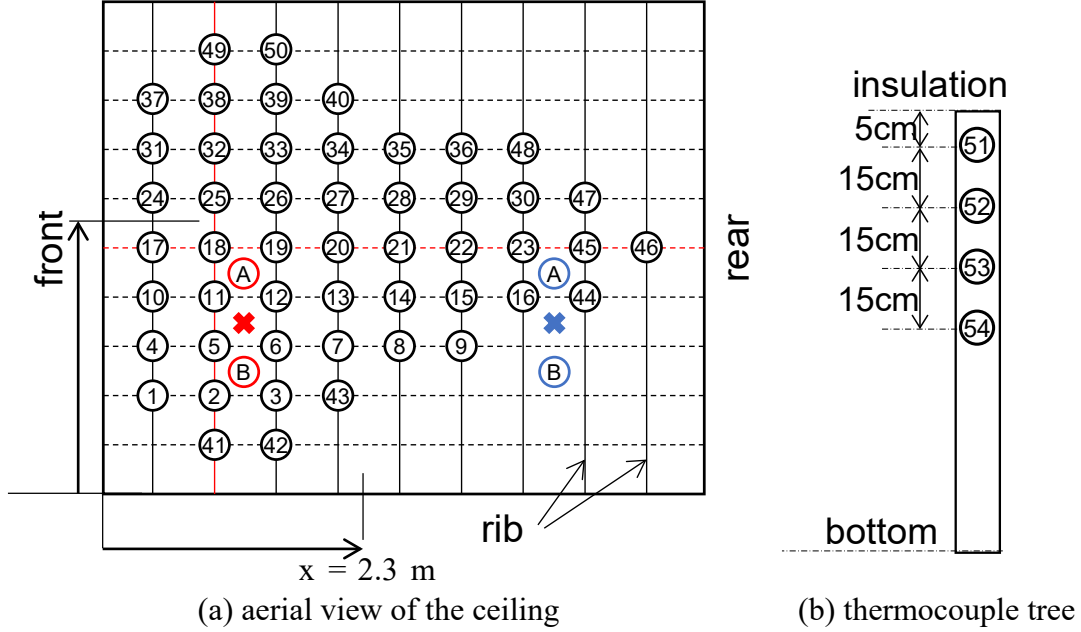 49 50
37 38 39 40
31 32 33 34 35 36 48
24 25 26 27 28 29 30 47
front
17 18 19 20 21 22 23 45 46
A A
10 11 12 13 14 15 16 44
4 5 6 7 8 9
B B
1 2 3 43
41 42
rear
rib
x = 2.3 m
(a) aerial view of the ceiling
insulation
5cm
51
15cm
52
15cm
53
15cm
54
bottom
(b) thermocouple tree